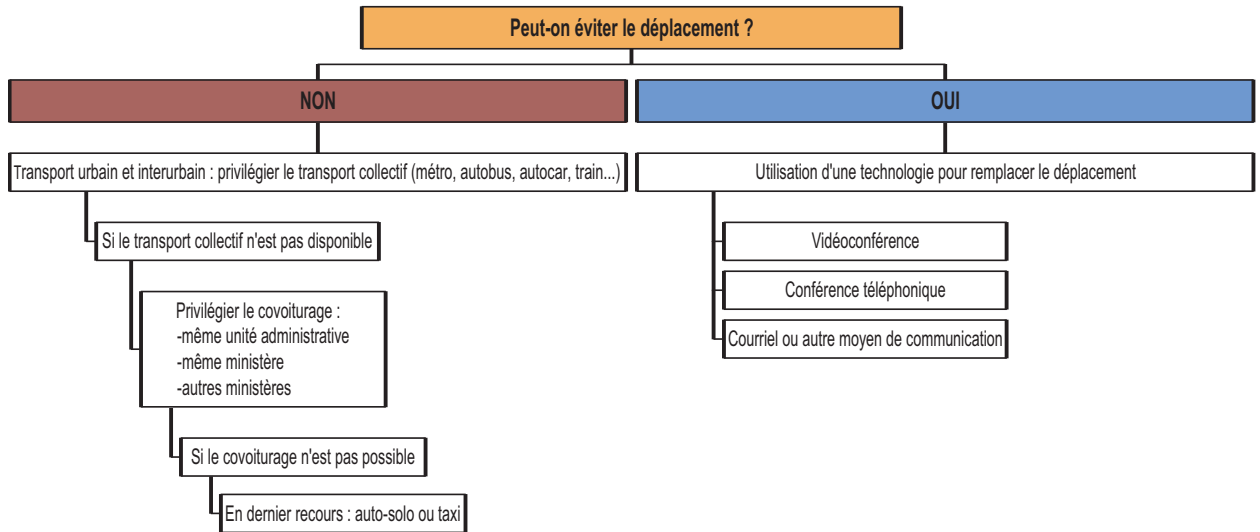 Peut-on éviter le déplacement ?
NON
OUI
Transport urbain et interurbain : privilégier le transport collectif (métro, autobus, autocar, train...)
Utilisation d'une technologie pour remplacer le déplacement
Si le transport collectif n'est pas disponible
Privilégier le covoiturage :
-même unité administrative
-même ministère
-autres ministères
Si le covoiturage n'est pas possible
En dernier recours : auto-solo ou taxi
Vidéoconférence
Conférence téléphonique
Courriel ou autre moyen de communication